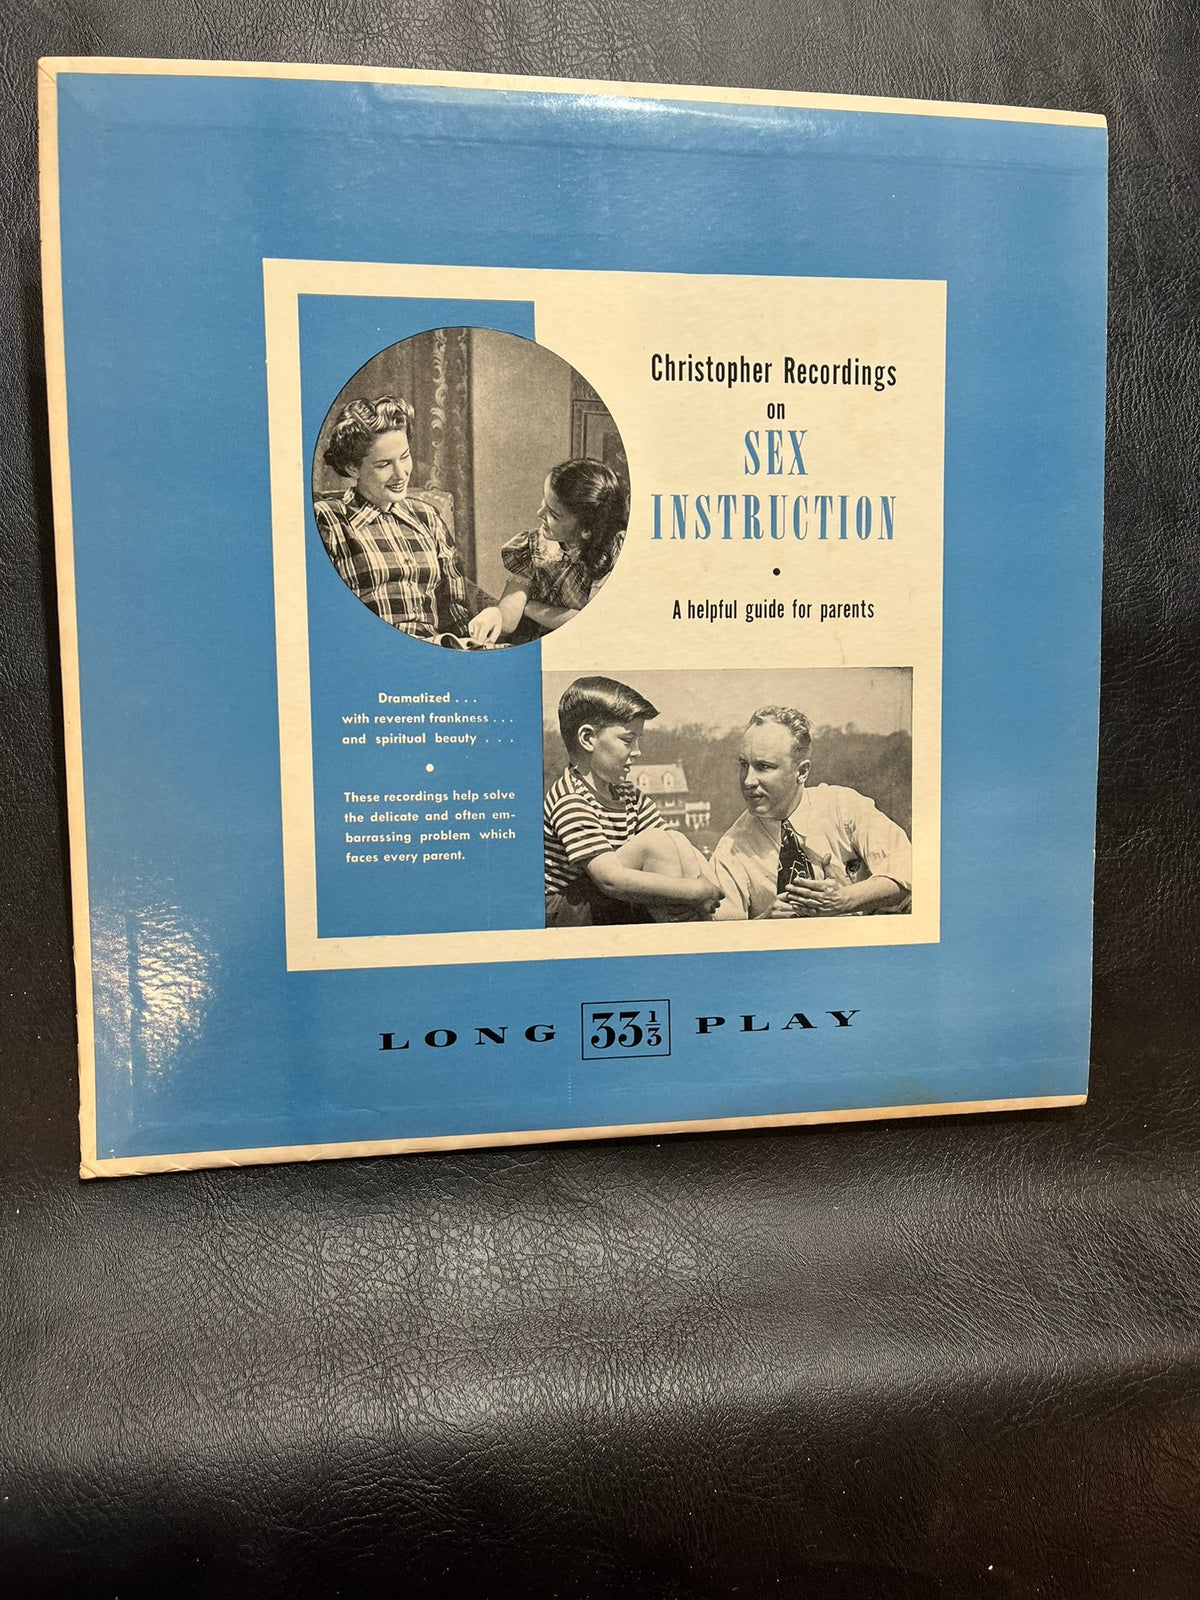 Christopher Recordings
on
SEX
INSTRUCTION
•
A helpful guide for parents
Dramatized . . .
with reverent frankness . . .
and spiritual beauty . . .
•
These recordings help solve
the delicate and often em-
barrassing problem which
faces every parent.
LONG 33⅓ PLAY